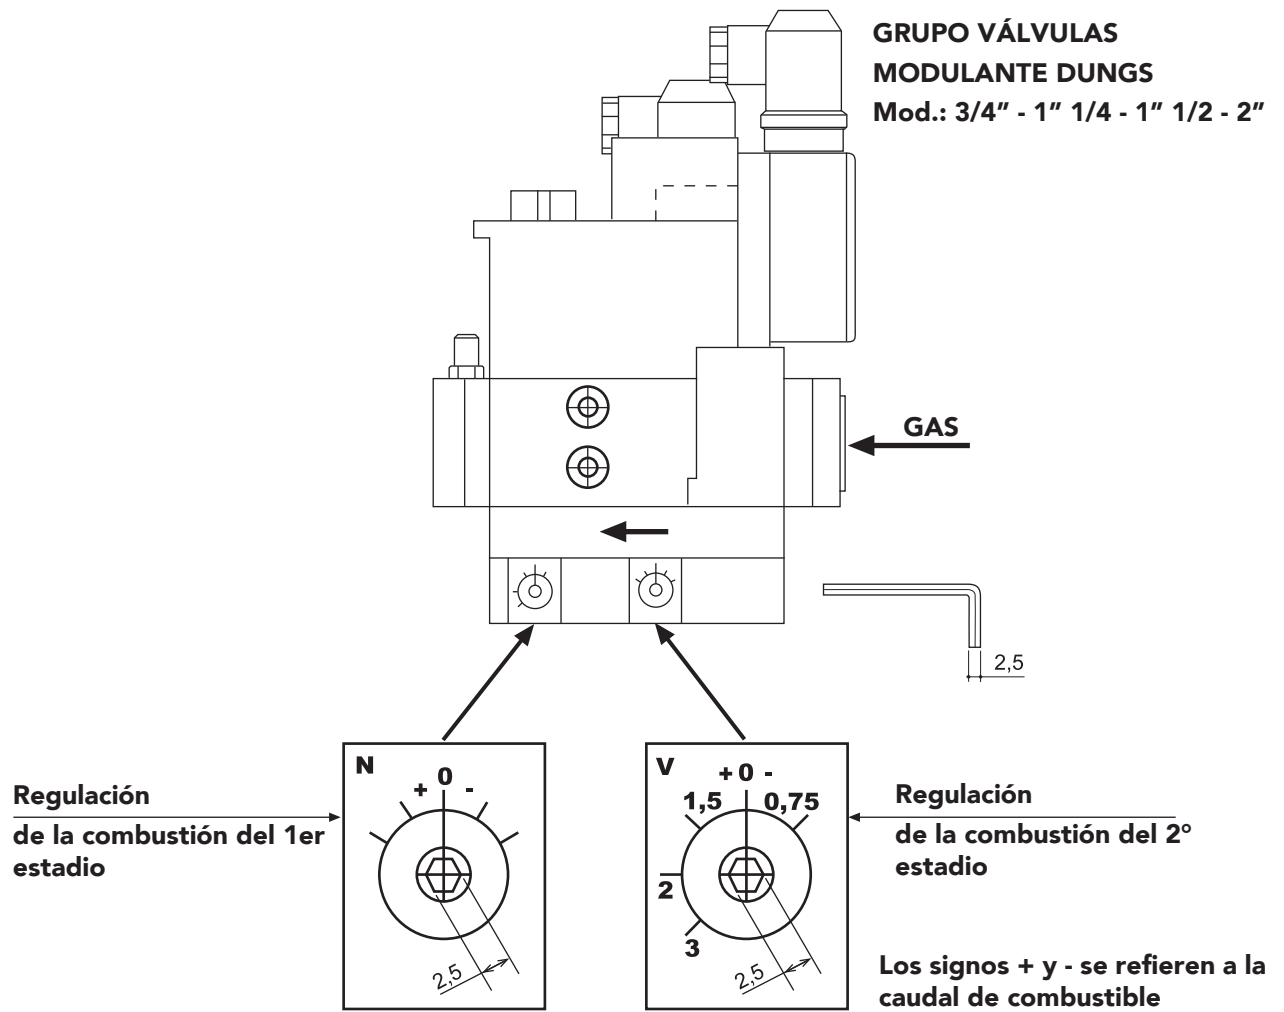 GRUPO VÁLVULAS
MODULANTE DUNGS
Mod.: 3/4” - 1” 1/4 - 1” 1/2 - 2”
GAS
2,5
N
+ 0 -
2,5
V
+ 0 -
1,5 0,75
2
3
2,5
Regulación
de la combustión del 1er
estadio
Regulación
de la combustión del 2°
estadio
Los signos + y - se refieren a la
caudal de combustible